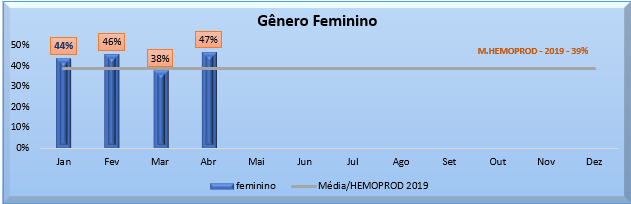 Gênero Feminino
50%
40%
30%
20%
10%
0%
44%
46%
38%
47%
M.HEMOPROD - 2019 - 39%
Jan Fev Mar Abr Mai Jun Jul Ago Set Out Nov Dez
feminino Média/HEMOPROD 2019